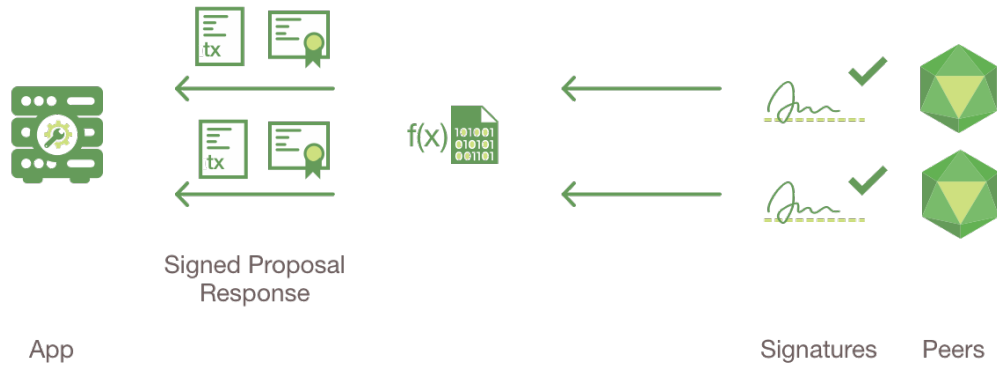 tx
tx
f(x)
101001
010101
001101
Signed Proposal
Response
App
Signatures
Peers